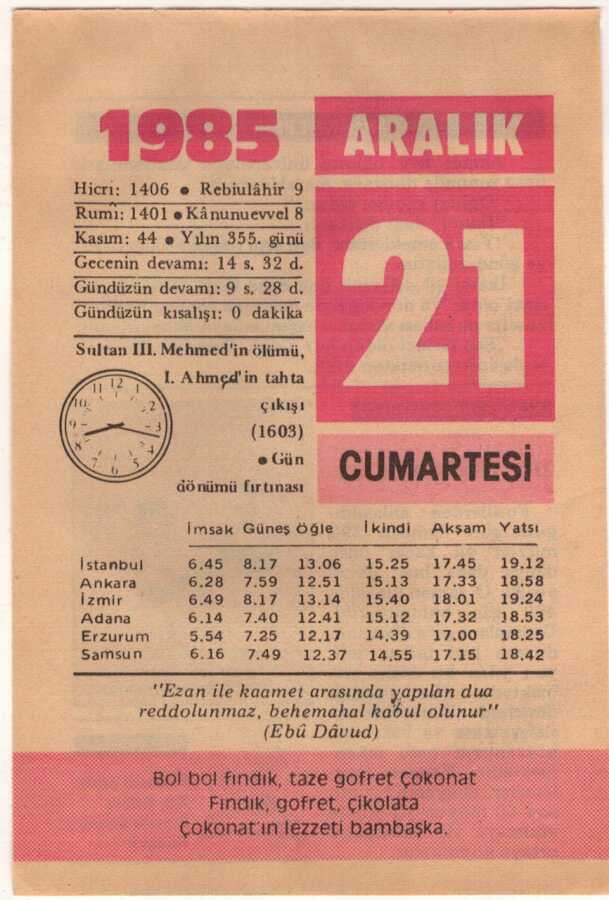 1985
ARALIK
Hicri: 1406 ● Rebiulâhir 9
Rumî: 1401 ● Kânunuevvel 8
Kasım: 44 ● Yılın 355. günü
Gecenin devamı: 14 s. 32 d.
Gündüzün devamı: 9 s. 28 d.
Gündüzün kısalışı: 0 dakika
21
Sultan III. Mehmed'in ölümü,
I. Ahmed'in tahta
çıkışı
(1603)
● Gün
dönümü fırtınası
CUMARTESİ
İmsak Güneş Öğle İkindi Akşam Yatsı
İstanbul 6.45 8.17 13.06 15.25 17.45 19.12
Ankara 6.28 7.59 12.51 15.13 17.33 18.58
İzmir 6.49 8.17 13.14 15.40 18.01 19.24
Adana 6.14 7.40 12.41 15.12 17.32 18.53
Erzurum 5.54 7.25 12.17 14.39 17.00 18.25
Samsun 6.16 7.49 12.37 14.55 17.15 18.42
"Ezan ile kaamet arasında yapılan dua
reddolunmaz, behemahal kabul olunur"
(Ebû Dâvud)
Bol bol fındık, taze gofret Çokonat
Fındık, gofret, çikolata
Çokonat'ın lezzeti bambaşka.